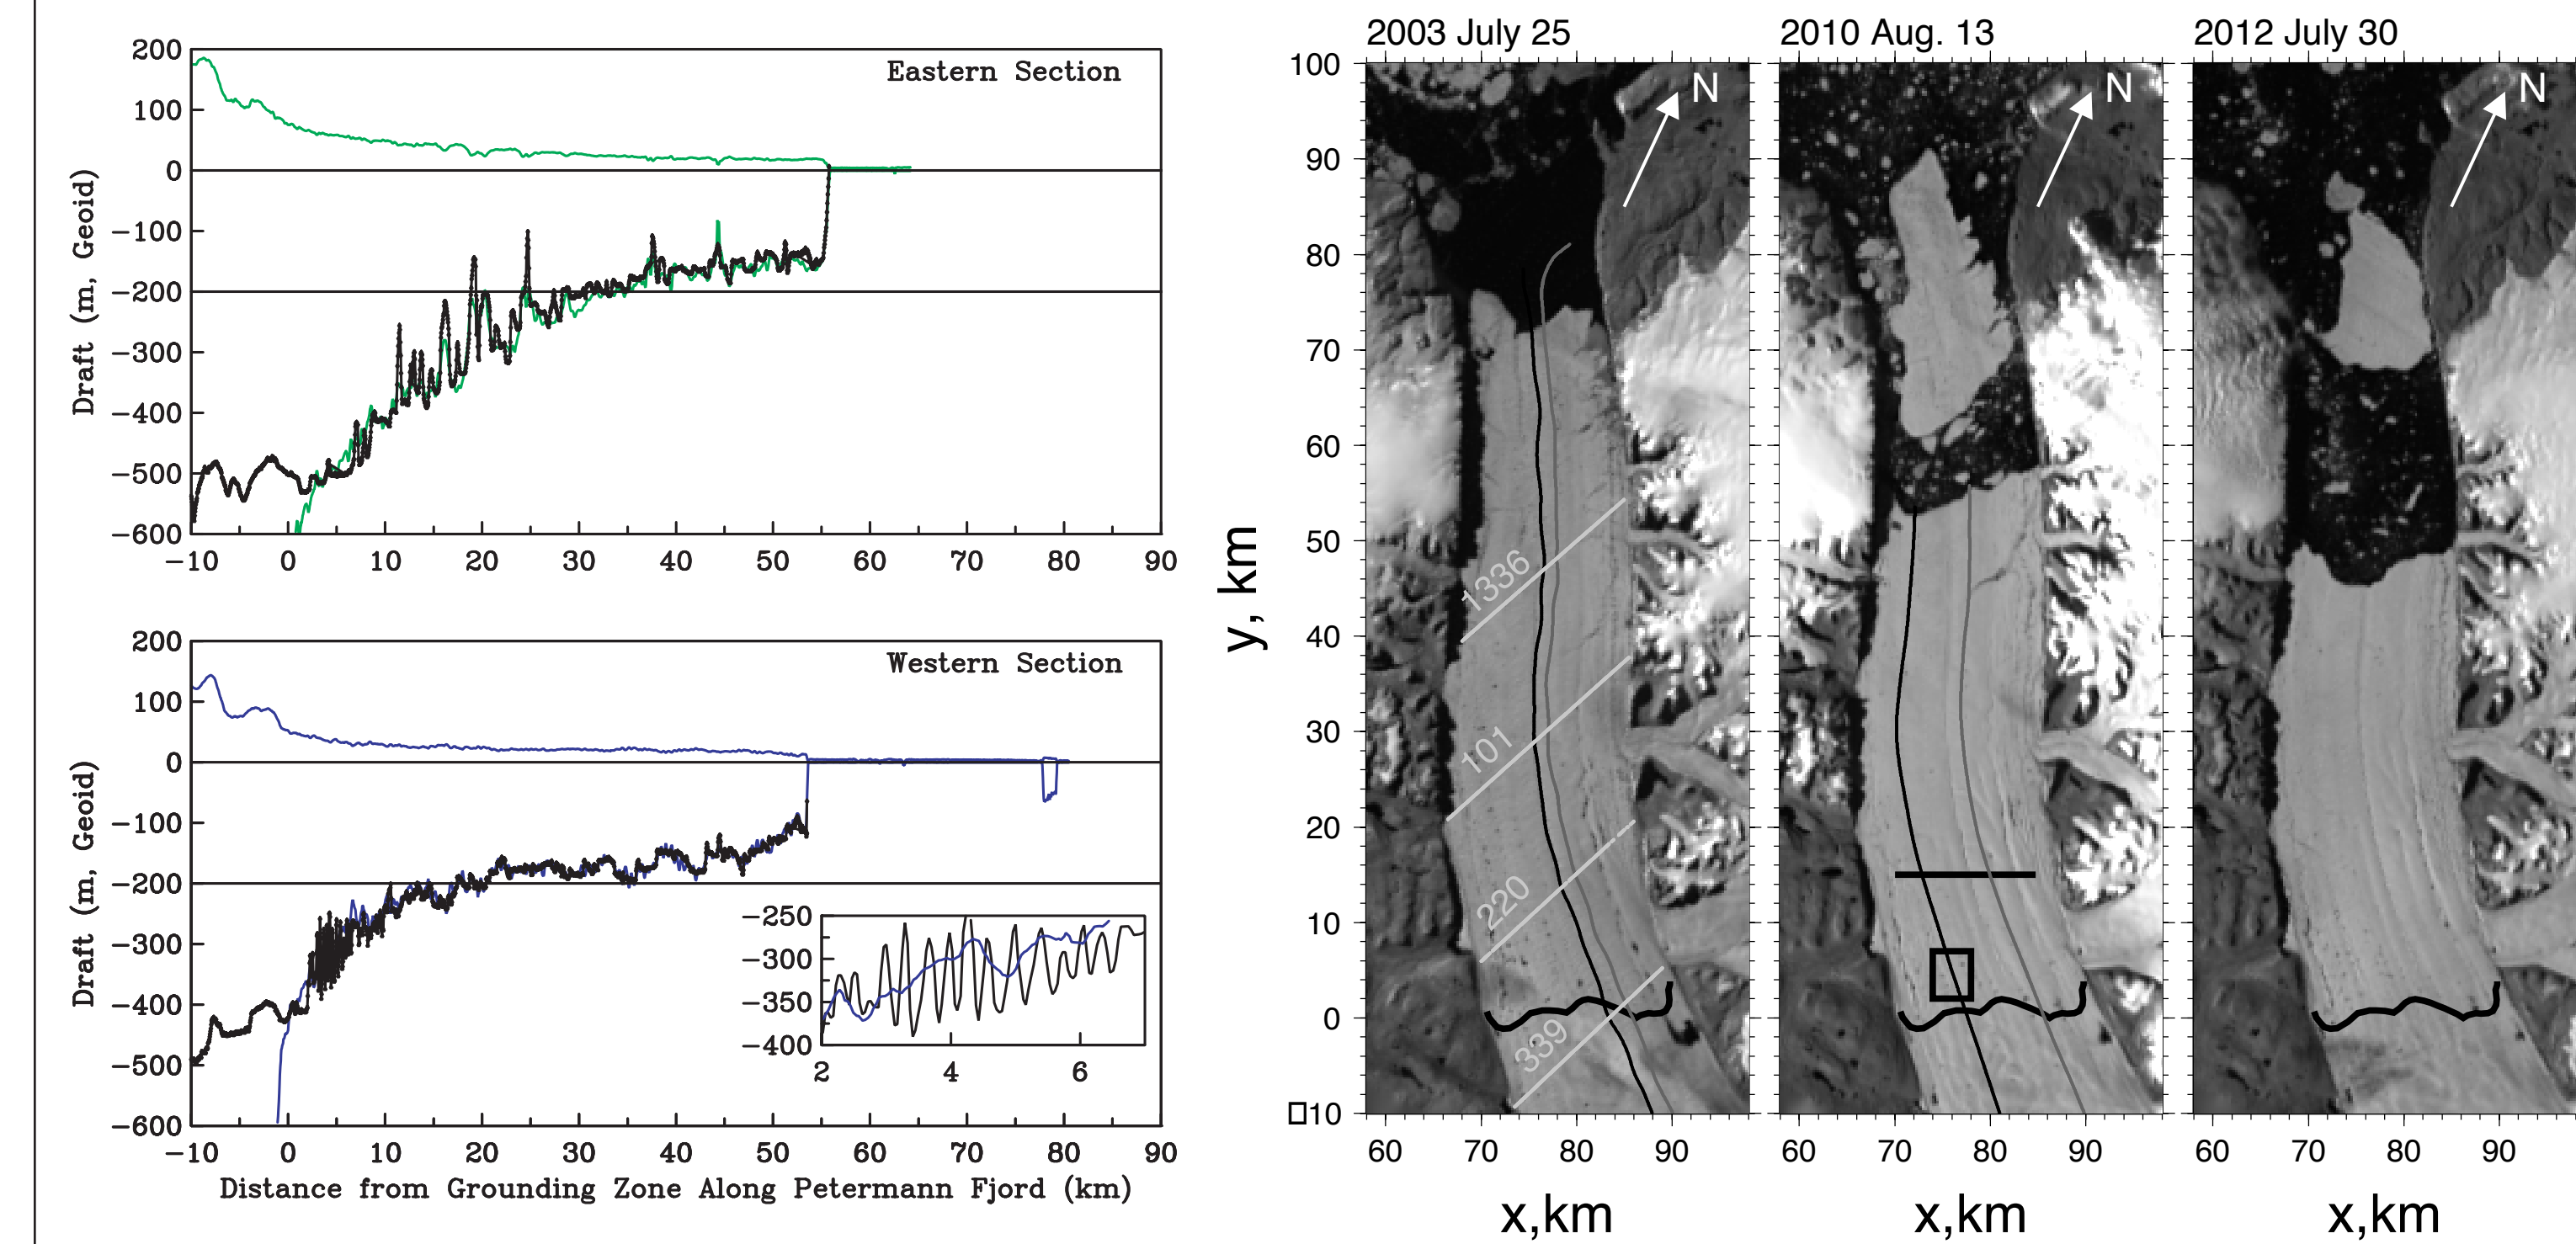 Eastern Section
200
100
0
−100
−200
−300
−400
−500
−600
Draft (m, Geoid)
−10 0 10 20 30 40 50 60 70 80 90
Western Section
200
100
0
−100
−200
−300
−400
−500
−600
Draft (m, Geoid)
−250
−300
−350
−400
2 4 6
−10 0 10 20 30 40 50 60 70 80 90
Distance from Grounding Zone Along Petermann Fjord (km)
2003 July 25
2010 Aug. 13
2012 July 30
N
N
N
100
90
80
70
60
50
40
30
20
10
0
□10
y, km
1336
101
220
339
60 70 80 90
60 70 80 90
60 70 80 90
x,km
x,km
x,km